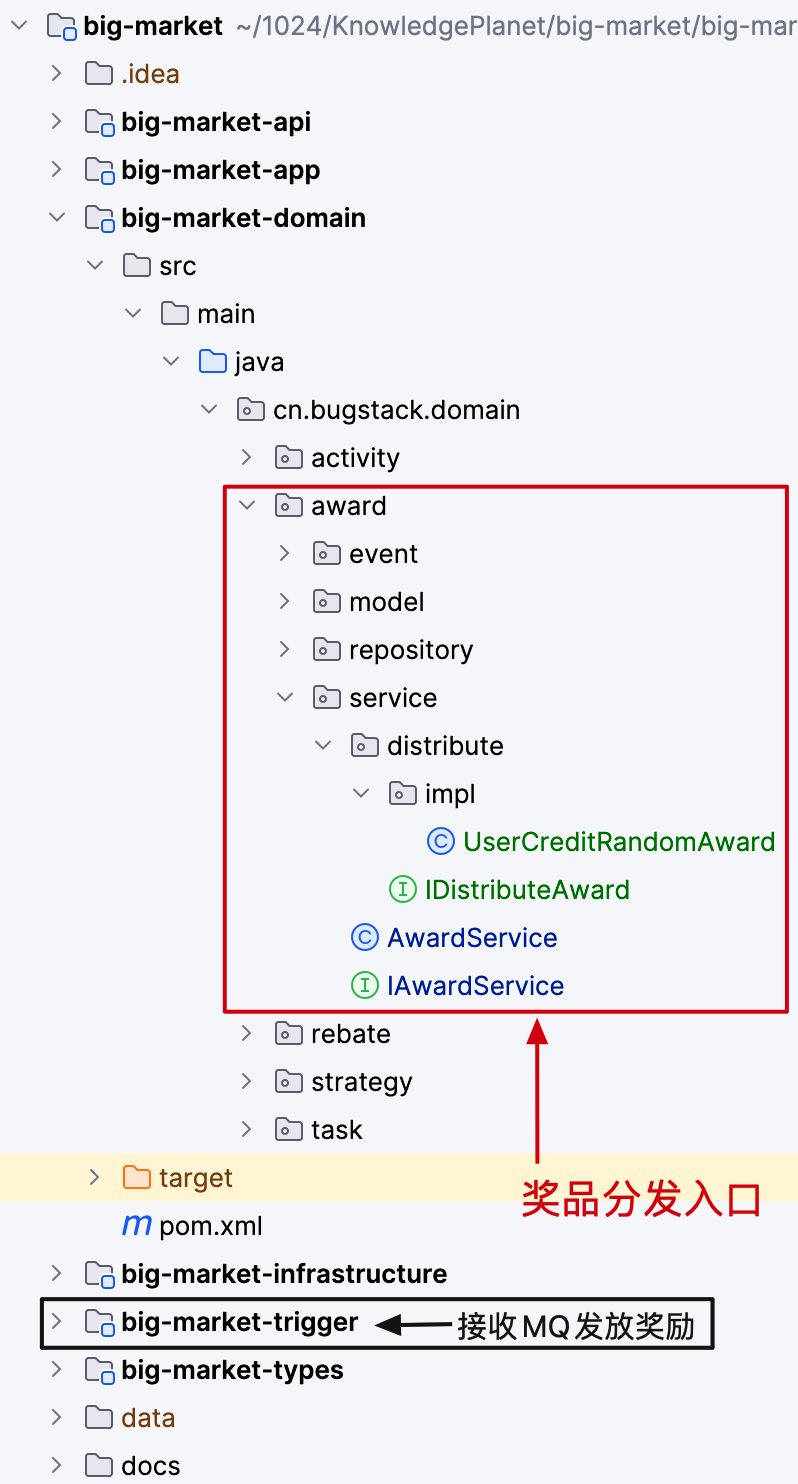 big-market ~/1024/KnowledgePlanet/big-market/big-mar
.idea
big-market-api
big-market-app
big-market-domain
src
main
java
cn.bugstack.domain
activity
award
event
model
repository
service
distribute
impl
C UserCreditRandomAward
I IDistributeAward
C AwardService
I IAwardService
rebate
strategy
task
target
奖品分发入口
m pom.xml
big-market-infrastructure
big-market-trigger 接收MQ发放奖励
big-market-types
data
docs